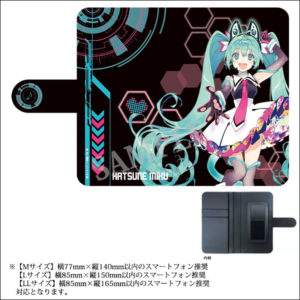 SAMPLE
HATSUNE MIKU
内側
※【Mサイズ】横77mm×縦140mm以内のスマートフォン推奨
【Lサイズ】横85mm×縦150mm以内のスマートフォン推奨
【LLサイズ】横85mm×縦165mm以内のスマートフォン推奨
対応となります。